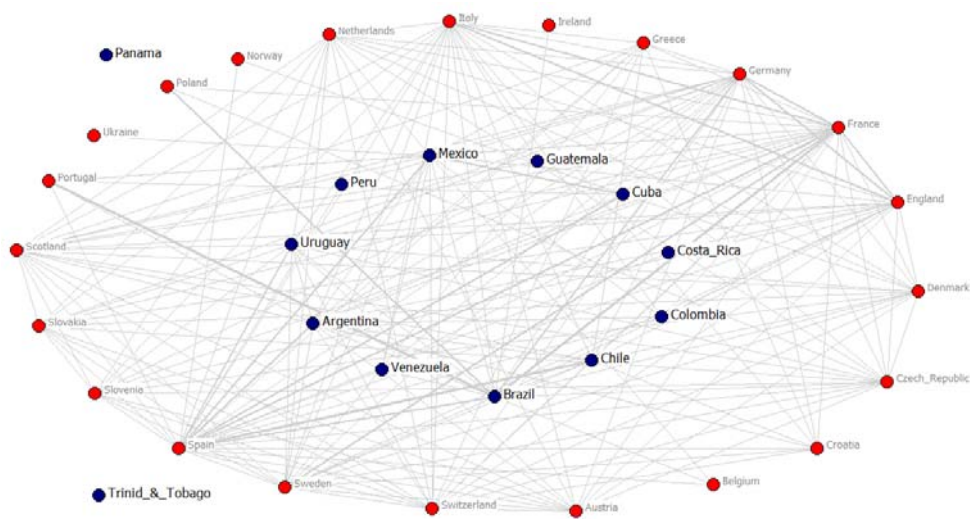 Italy
Ireland
Netherlands
Greece
Panama
Norway
Germany
Poland
France
Ukraine
Mexico
Guatemala
Portugal
Peru
Cuba
England
Scotland
Uruguay
Costa_Rica
Denmark
Slovakia
Argentina
Colombia
Chile
Venezuela
Czech_Republic
Slovenia
Brazil
Spain
Croatia
Belgium
Sweden
Trinid_&_Tobago
Switzerland
Austria